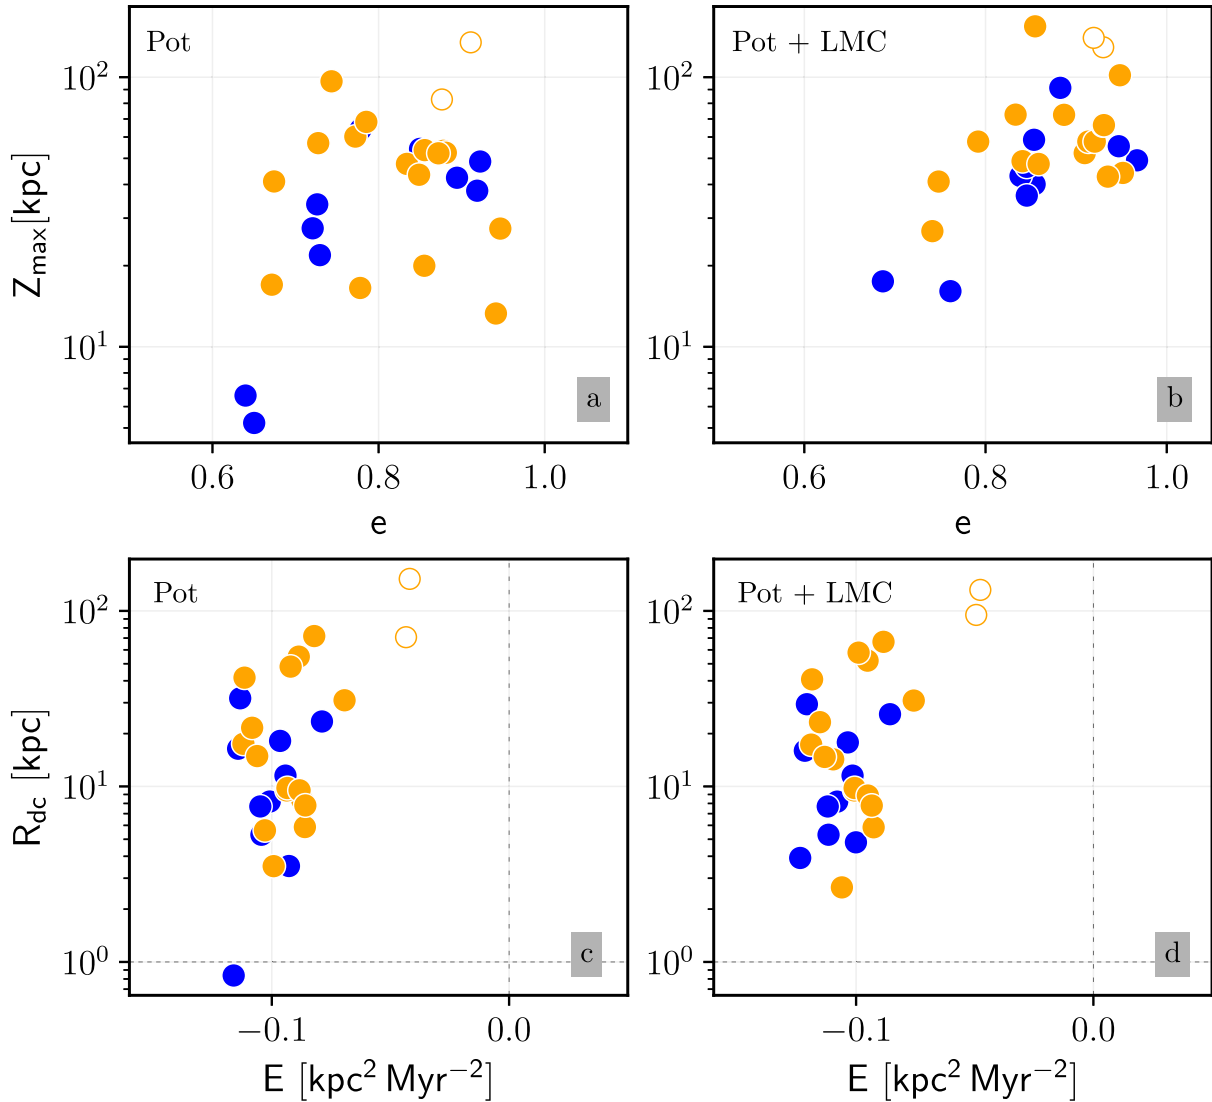 Pot
Z_max[kpc]
10^2
10^1
a
0.6 0.8 1.0
e
Pot + LMC
10^2
10^1
b
0.6 0.8 1.0
e
Pot
R_dc [kpc]
10^2
10^1
10^0
c
−0.1 0.0
E [kpc^2 Myr^−2]
Pot + LMC
10^2
10^1
10^0
d
−0.1 0.0
E [kpc^2 Myr^−2]